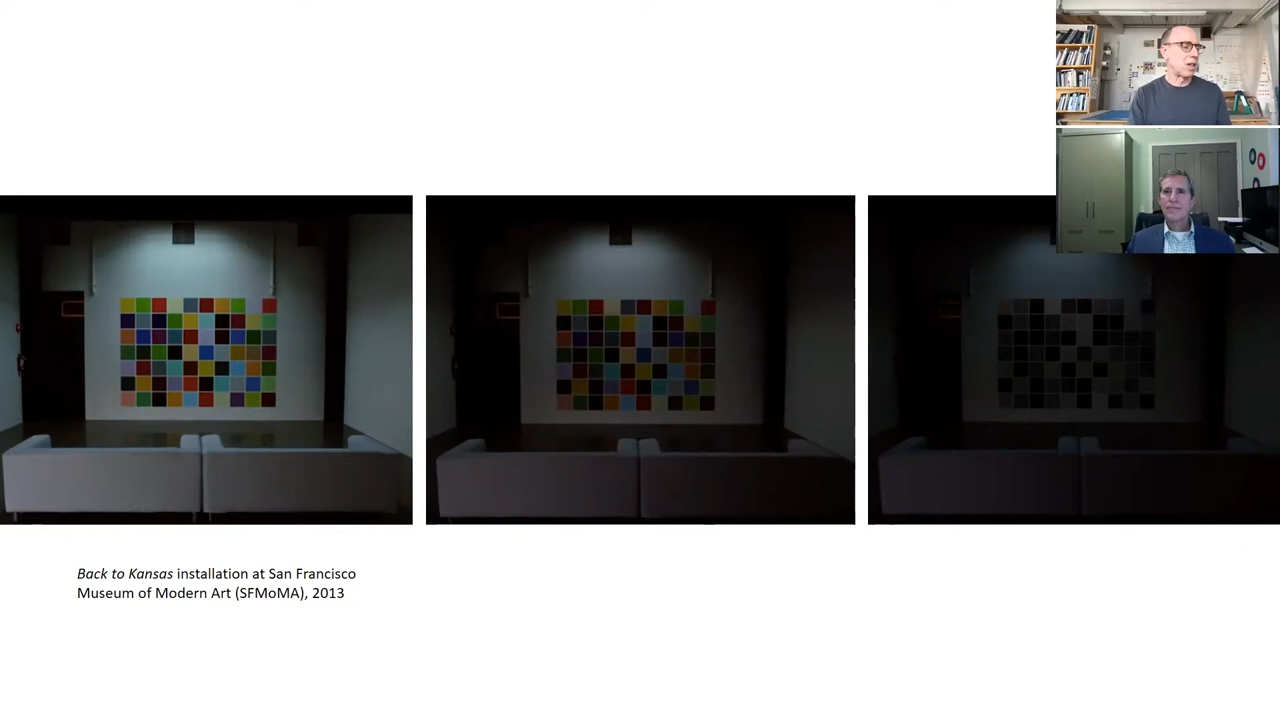 Back to Kansas installation at San Francisco
Museum of Modern Art (SFMoMA), 2013